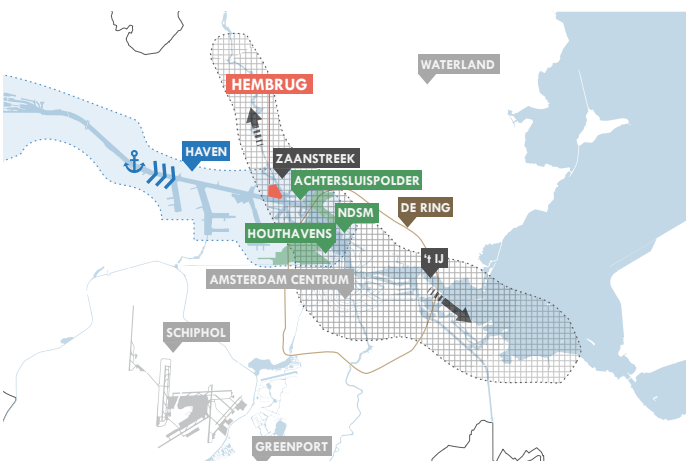 WATERLAND
HEMBRUG
HAVEN
ZAANSTREEK
ACHTERSLUISPOLDER
DE RING
NDSM
HOUTHAVENS
't IJ
AMSTERDAM CENTRUM
SCHIPHOL
GREENPORT